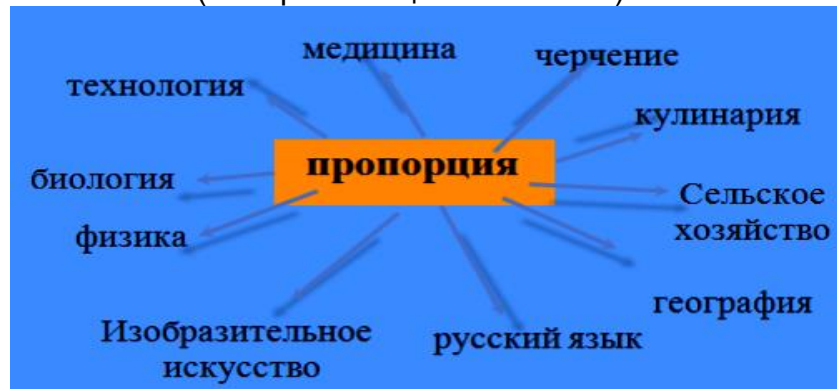 медицина
черчение
технология
кулинария
пропорция
биология
Сельское
хозяйство
физика
география
Изобразительное
искусство
русский язык